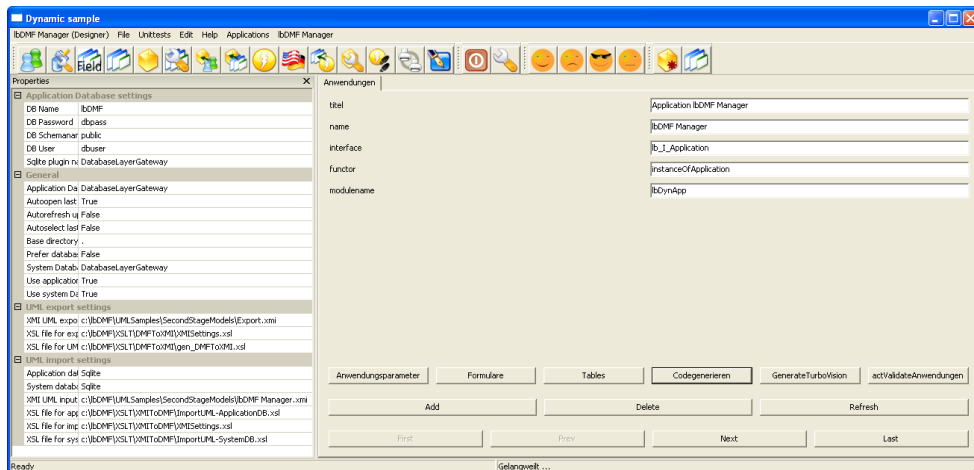 Dynamic sample
lbDMF Manager (Designer) File Unittests Edit Help Applications lbDMF Manager
Field
Properties
Application Database settings
DB Name lbDMF
DB Password dbpass
DB Schemanar public
DB User dbuser
Sqlite plugin na DatabaseLayerGateway
General
Application Da DatabaseLayerGateway
Autoopen last True
Autorefresh up False
Autoselect last False
Base directory .
Prefer databas False
System Databa DatabaseLayerGateway
Use application True
Use system Da True
UML export settings
XMI UML expo c:\lbDMF\UMLSamples\SecondStageModels\Export.xmi
XSL file for exp c:\lbDMF\XSLT\DMFToXMI\XMISettings.xsl
XSL file for UM c:\lbDMF\XSLT\DMFToXMI\gen_DMFToXMI.xsl
UML import settings
Application dat Sqlite
System databa Sqlite
XMI UML input c:\lbDMF\UMLSamples\SecondStageModels\lbDMF Manager.xmi
XSL file for app c:\lbDMF\XSLT\XMIToDMF\ImportUML-ApplicationDB.xsl
XSL file for imp c:\lbDMF\XSLT\XMIToDMF\XMISettings.xsl
XSL file for sys c:\lbDMF\XSLT\XMIToDMF\ImportUML-SystemDB.xsl
Anwendungen
titel Application lbDMF Manager
name lbDMF Manager
interface lb_I_Application
functor instanceOfApplication
modulename lbDynApp
Anwendungsparameter Formulare Tables Codegenerieren GenerateTurboVision actValidateAnwendungen
Add Delete Refresh
First Prev Next Last
Ready Gelangweilt ...